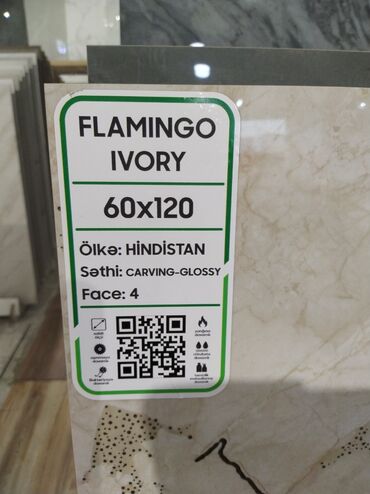 FLAMINGO
IVORY
60x120
Ölkə: HİNDİSTAN
Səthi: CARVING-GLOSSY
Face: 4